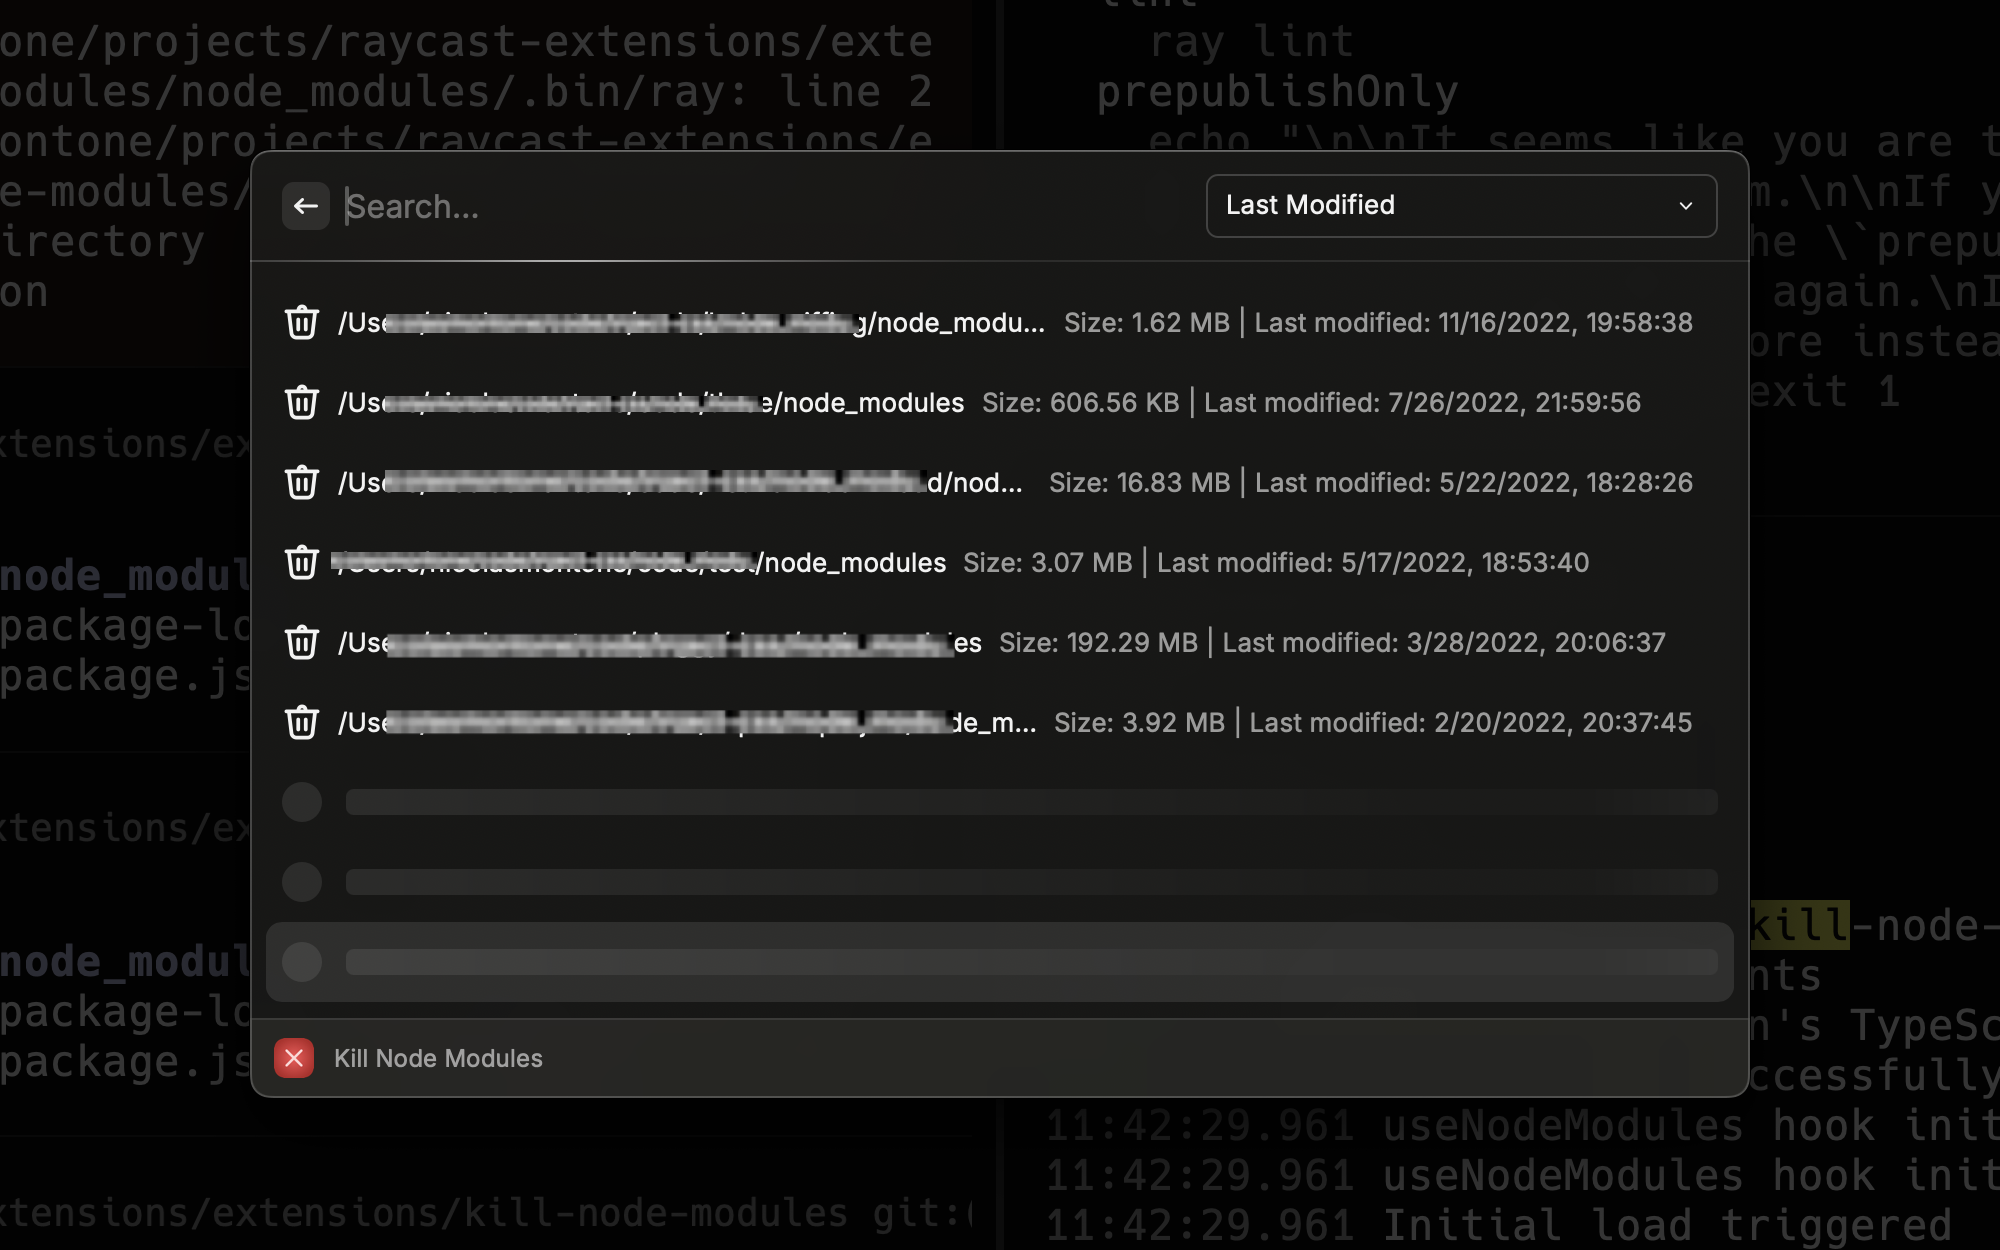 one/projects/raycast-extensions/exte
odules/node_modules/.bin/ray: line 2
ontone/projects/raycast-extensions/e
e-modules/
irectory
on
xtensions/ex
node_modul
package-lo
package.js
xtensions/ex
node_modul
package-lo
package.js
xtensions/extensions/kill-node-modules git:(
lint
ray lint
prepublishOnly
echo "\n\nIt seems like you are t
m.\n\nIf y
he \`prepu
again.\nI
ore instea
exit 1
kill-node-
nts
n's TypeSc
ccessfully
11:42:29.961 useNodeModules hook init
11:42:29.961 useNodeModules hook init
11:42:29.961 Initial load triggered
Search...
Last Modified
/Use g/node_modu... Size: 1.62 MB | Last modified: 11/16/2022, 19:58:38
/Use e/node_modules Size: 606.56 KB | Last modified: 7/26/2022, 21:59:56
/Use d/nod... Size: 16.83 MB | Last modified: 5/22/2022, 18:28:26
/node_modules Size: 3.07 MB | Last modified: 5/17/2022, 18:53:40
/Use es Size: 192.29 MB | Last modified: 3/28/2022, 20:06:37
/Use de_m... Size: 3.92 MB | Last modified: 2/20/2022, 20:37:45
Kill Node Modules